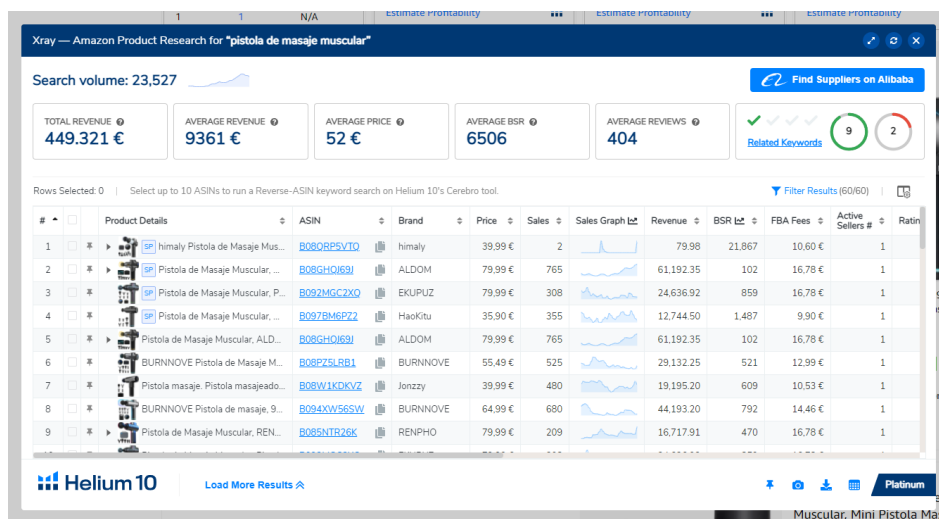 1 1 N/A Estimate Profitability Estimate Profitability Estimate Profitability
Xray — Amazon Product Research for "pistola de masaje muscular"
Search volume: 23,527 Find Suppliers on Alibaba
TOTAL REVENUE AVERAGE REVENUE AVERAGE PRICE AVERAGE BSR AVERAGE REVIEWS
449.321 € 9361 € 52 € 6506 404 Related Keywords 9 2
Rows Selected: 0 | Select up to 10 ASINs to run a Reverse-ASIN keyword search on Helium 10's Cerebro tool. Filter Results (60/60)
# Product Details ASIN Brand Price Sales Sales Graph Revenue BSR FBA Fees Active Sellers # Ratin
1 SP himaly Pistola de Masaje Mus... B08QRP5VTQ himaly 39,99 € 2 79.98 21,867 10,60 € 1
2 SP Pistola de Masaje Muscular, ... B08GHQJ69J ALDOM 79,99 € 765 61,192.35 102 16,78 € 1
3 SP Pistola de Masaje Muscular, P... B092MGC2XQ EKUPUZ 79,99 € 308 24,636.92 859 16,78 € 1
4 SP Pistola de Masaje Muscular, ... B097BM6PZ2 HaoKitu 35,90 € 355 12,744.50 1,487 9,90 € 1
5 Pistola de Masaje Muscular, ALD... B08GHQJ69J ALDOM 79,99 € 765 61,192.35 102 16,78 € 1
6 BURNNOVE Pistola de Masaje M... B08PZ5LRB1 BURNNOVE 55,49 € 525 29,132.25 521 12,99 € 1
7 Pistola masaje. Pistola masajeado... B08W1KDKVZ Jonzzy 39,99 € 480 19,195.20 609 10,53 € 1
8 BURNNOVE Pistola de masaje, 9... B094XW56SW BURNNOVE 64,99 € 680 44,193.20 792 14,46 € 1
9 Pistola de Masaje Muscular, REN... B085NTR26K RENPHO 79,99 € 209 16,717.91 470 16,78 € 1
Helium 10 Load More Results Platinum
Muscular, Mini Pistola Ma